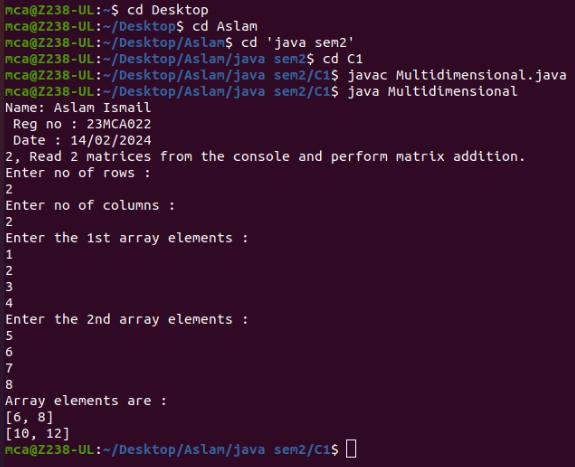 mca@Z238-UL:~$ cd Desktop
mca@Z238-UL:~/Desktop$ cd Aslam
mca@Z238-UL:~/Desktop/Aslam$ cd 'java sem2'
mca@Z238-UL:~/Desktop/Aslam/java sem2$ cd C1
mca@Z238-UL:~/Desktop/Aslam/java sem2/C1$ javac Multidimensional.java
mca@Z238-UL:~/Desktop/Aslam/java sem2/C1$ java Multidimensional
Name: Aslam Ismail
 Reg no : 23MCA022
 Date : 14/02/2024
2, Read 2 matrices from the console and perform matrix addition.
Enter no of rows :
2
Enter no of columns :
2
Enter the 1st array elements :
1
2
3
4
Enter the 2nd array elements :
5
6
7
8
Array elements are :
[6, 8]
[10, 12]
mca@Z238-UL:~/Desktop/Aslam/java sem2/C1$